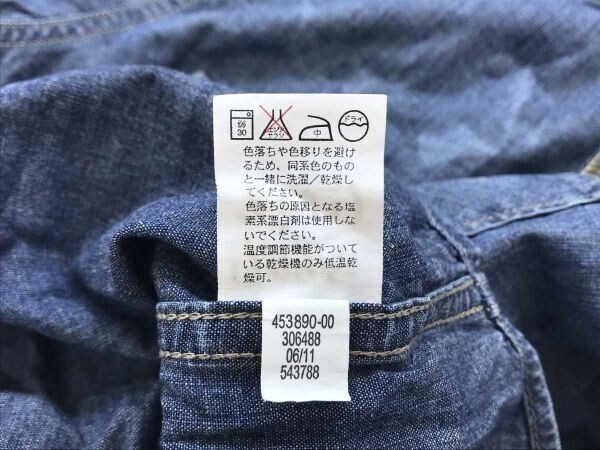 弱
30
エンソ
サラシ
中
ドライ
色落ちや色移りを避け
るため、同系色のもの
と一緒に洗濯/乾燥し
てください。
色落ちの原因となる塩
素系漂白剤は使用しな
いでください。
温度調節機能がついて
いる乾燥機のみ低温乾
燥可。
453890-00
306488
06/11
543788